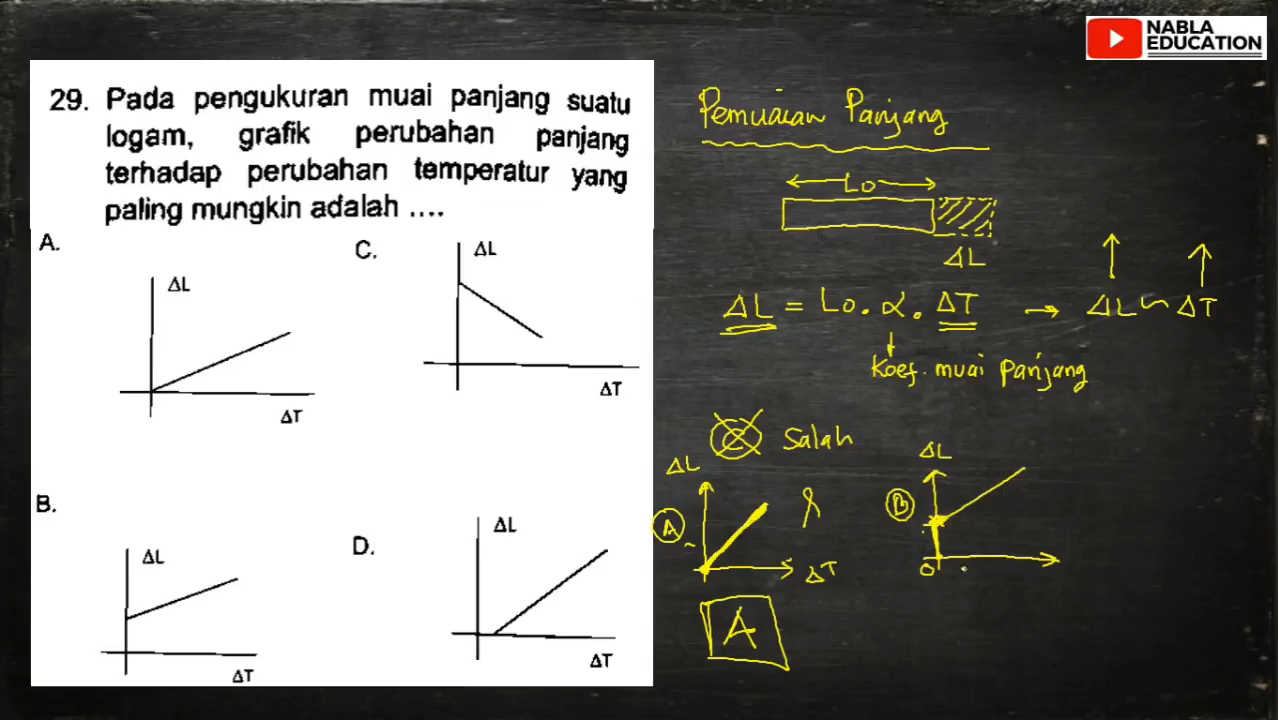 NABLA
EDUCATION
29. Pada pengukuran muai panjang suatu
logam, grafik perubahan panjang
terhadap perubahan temperatur yang
paling mungkin adalah ....
A.
ΔL
ΔT
C.
ΔL
ΔT
B.
ΔL
ΔT
D.
ΔL
ΔT
Pemuaian Panjang
Lo
ΔL
ΔL = Lo . α . ΔT → ΔL ~ ΔT
koef. muai panjang
C salah
ΔL
A
ΔT
ΔL
B
0
A